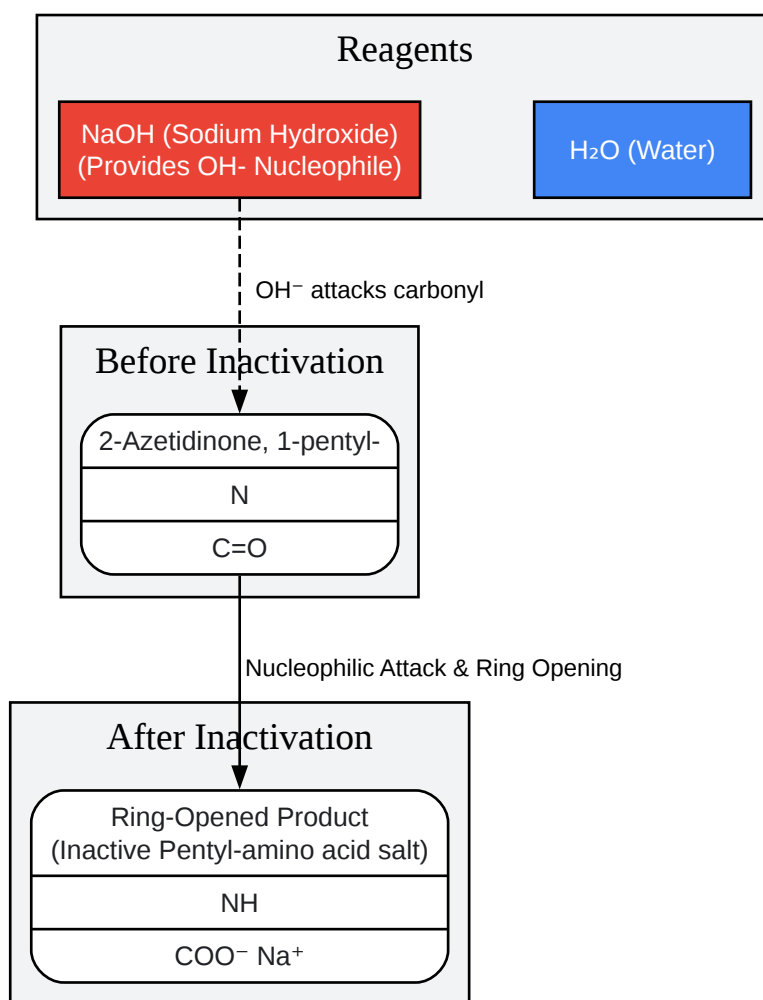 Reagents
NaOH (Sodium Hydroxide)
(Provides OH- Nucleophile)
H₂O (Water)
OH⁻ attacks carbonyl
Before Inactivation
2-Azetidinone, 1-pentyl-
N
C=O
Nucleophilic Attack & Ring Opening
After Inactivation
Ring-Opened Product
(Inactive Pentyl-amino acid salt)
NH
COO⁻ Na⁺